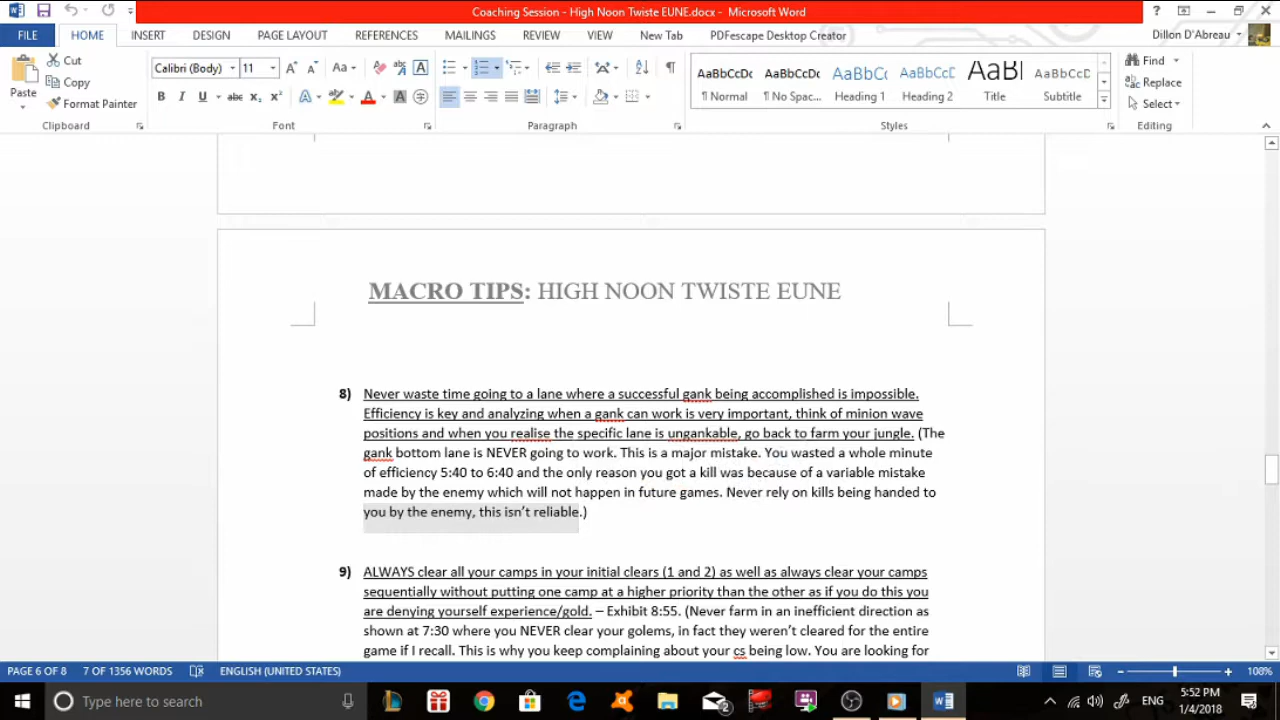 Coaching Session - High Noon Twiste EUNE.docx - Microsoft Word
?
FILE HOME INSERT DESIGN PAGE LAYOUT REFERENCES MAILINGS REVIEW VIEW New Tab PDFescape Desktop Creator Dillon D'Abreau
Paste
Cut
Copy
Format Painter
Clipboard
Calibri (Body) 11
Font
Paragraph
AaBbCcDc AaBbCcDc AaBbCc AaBbCcD AaBl AaBbCcD
¶ Normal ¶ No Spac... Heading 1 Heading 2 Title Subtitle
Styles
Find
Replace
Select
Editing
MACRO TIPS: HIGH NOON TWISTE EUNE
8) Never waste time going to a lane where a successful gank being accomplished is impossible.
Efficiency is key and analyzing when a gank can work is very important, think of minion wave
positions and when you realise the specific lane is ungankable, go back to farm your jungle. (The
gank bottom lane is NEVER going to work. This is a major mistake. You wasted a whole minute
of efficiency 5:40 to 6:40 and the only reason you got a kill was because of a variable mistake
made by the enemy which will not happen in future games. Never rely on kills being handed to
you by the enemy, this isn't reliable.)
9) ALWAYS clear all your camps in your initial clears (1 and 2) as well as always clear your camps
sequentially without putting one camp at a higher priority than the other as if you do this you
are denying yourself experience/gold. – Exhibit 8:55. (Never farm in an inefficient direction as
shown at 7:30 where you NEVER clear your golems, in fact they weren't cleared for the entire
game if I recall. This is why you keep complaining about your cs being low. You are looking for
PAGE 6 OF 8 7 OF 1356 WORDS ENGLISH (UNITED STATES) 108%
Type here to search
2
ENG
5:52 PM
1/4/2018